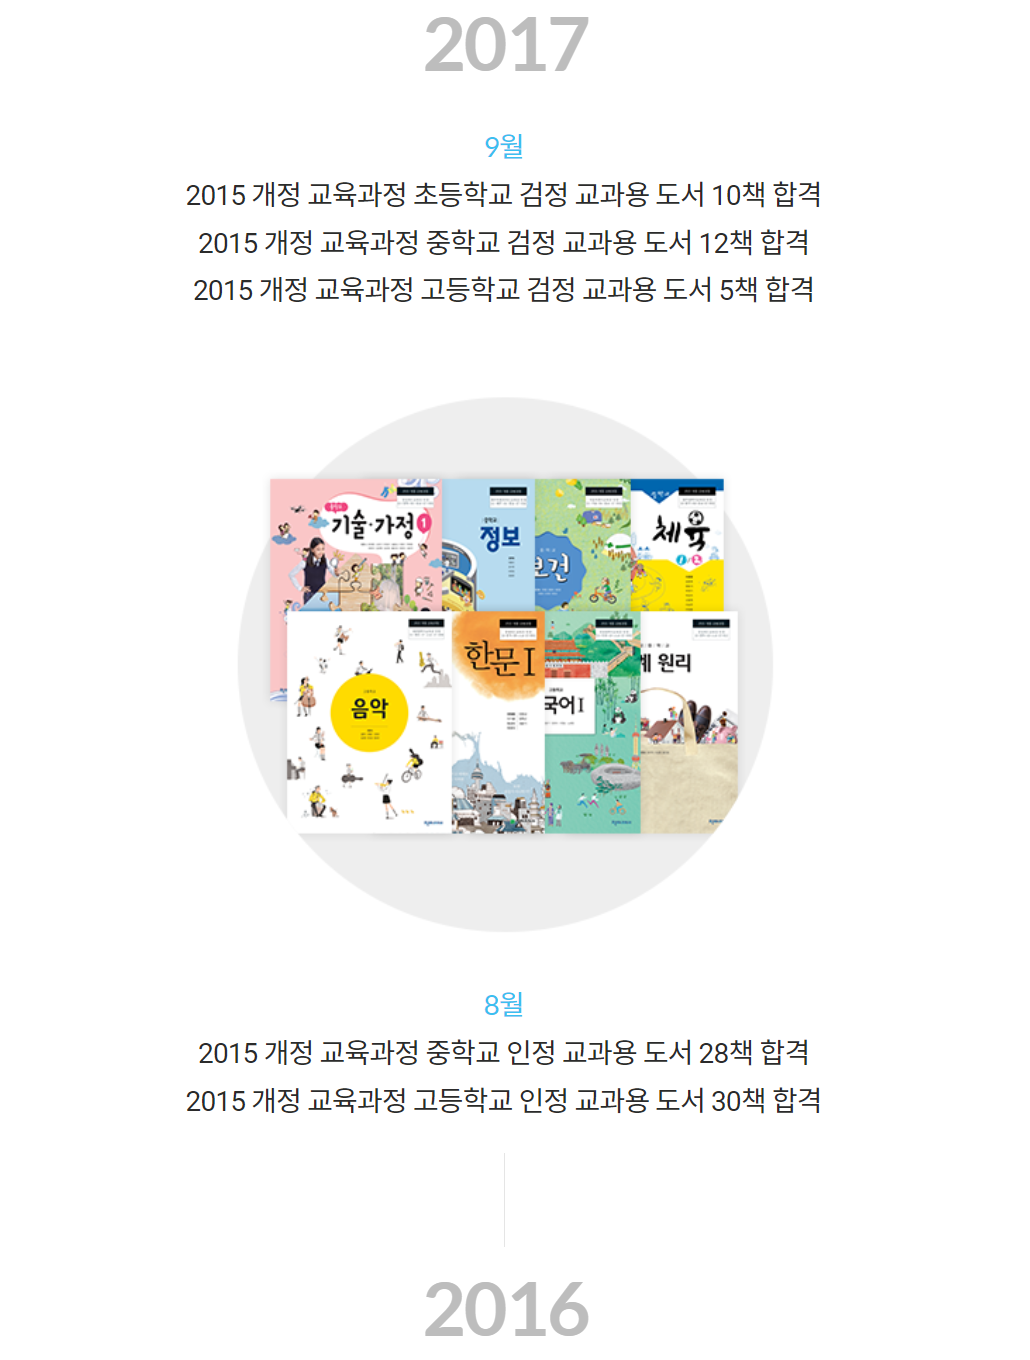 2017
9월
2015 개정 교육과정 초등학교 검정 교과용 도서 10책 합격
2015 개정 교육과정 중학교 검정 교과용 도서 12책 합격
2015 개정 교육과정 고등학교 검정 교과용 도서 5책 합격
기술·가정 1
정보
보건
체육
음악
한문 I
국어 I
계 원리
8월
2015 개정 교육과정 중학교 인정 교과용 도서 28책 합격
2015 개정 교육과정 고등학교 인정 교과용 도서 30책 합격
2016